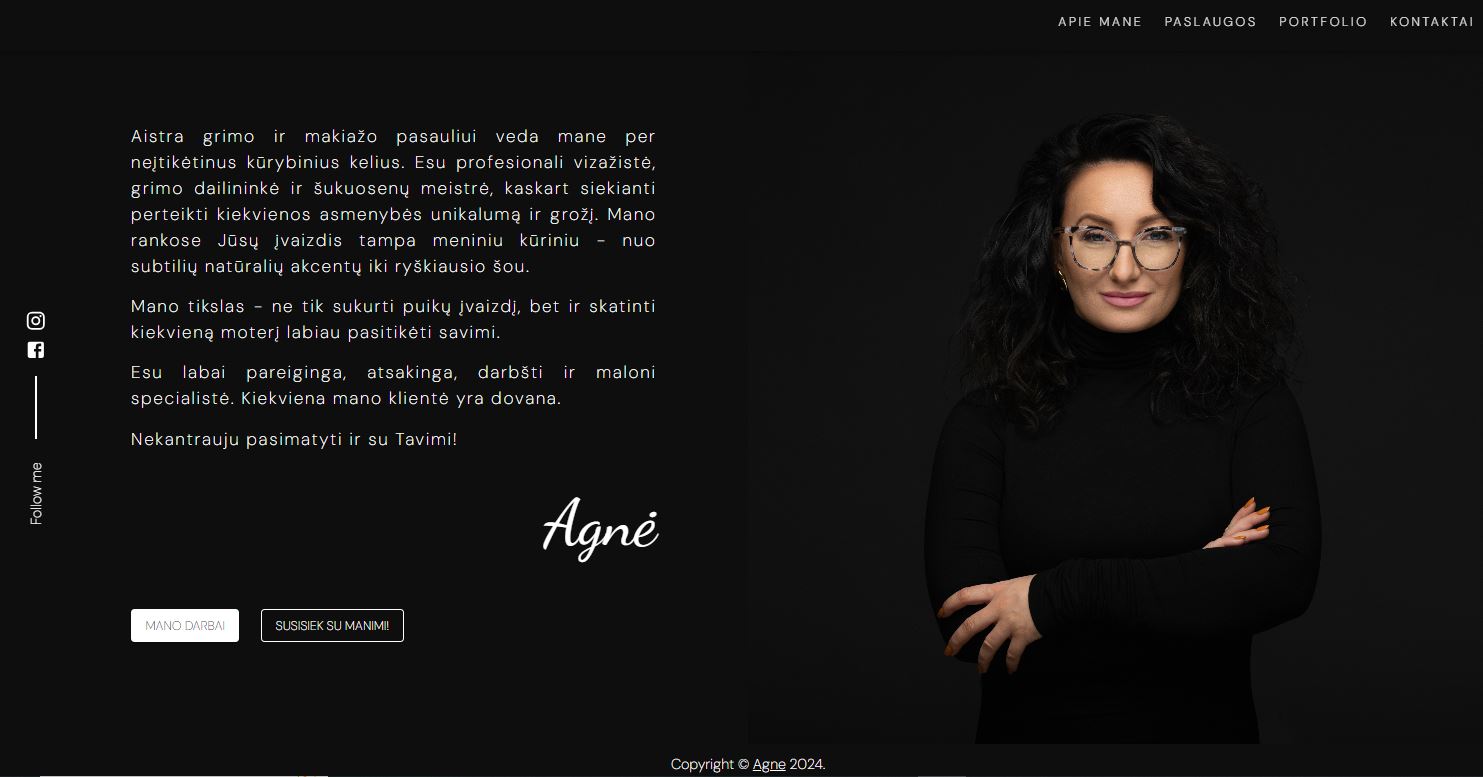 APIE MANE PASLAUGOS PORTFOLIO KONTAKTAI
Aistra grimo ir makiažo pasauliui veda mane per
neįtikėtinus kūrybinius kelius. Esu profesionali vizažistė,
grimo dailininkė ir šukuosenų meistrė, kaskart siekianti
perteikti kiekvienos asmenybės unikalumą ir grožį. Mano
rankose Jūsų įvaizdis tampa meniniu kūriniu - nuo
subtilių natūralių akcentų iki ryškiausio šou.
Mano tikslas - ne tik sukurti puikų įvaizdį, bet ir skatinti
kiekvieną moterį labiau pasitikėti savimi.
Esu labai pareiginga, atsakinga, darbšti ir maloni
specialistė. Kiekviena mano klientė yra dovana.
Nekantrauju pasimatyti ir su Tavimi!
Agnė
Follow me
MANO DARBAI SUSISIEK SU MANIMI!
Copyright © Agne 2024.